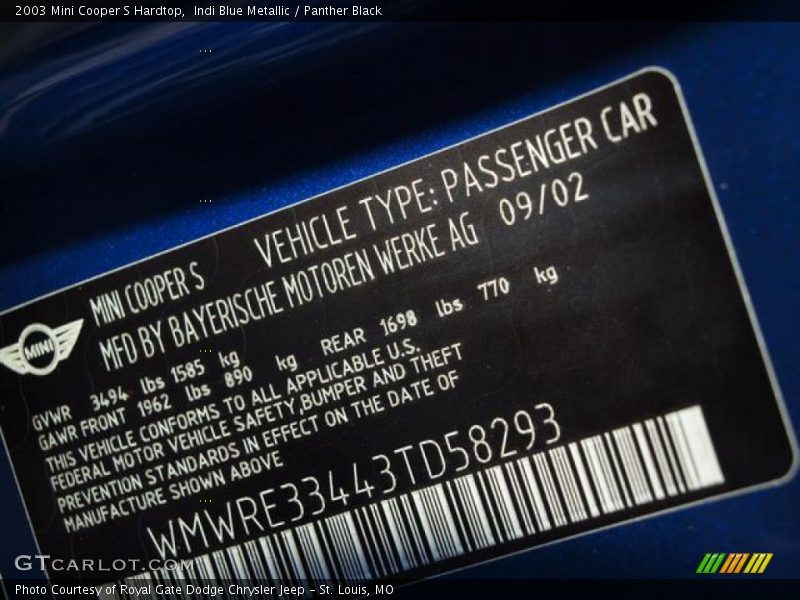 2003 Mini Cooper S Hardtop,  Indi Blue Metallic / Panther Black
MINI COOPER S VEHICLE TYPE: PASSENGER CAR
MFD BY BAYERISCHE MOTOREN WERKE AG 09/02
MINI
GVWR 3494 lbs 1585 kg
GAWR FRONT 1962 lbs 890 kg REAR 1698 lbs 770 kg
THIS VEHICLE CONFORMS TO ALL APPLICABLE U.S.
FEDERAL MOTOR VEHICLE SAFETY,BUMPER AND THEFT
PREVENTION STANDARDS IN EFFECT ON THE DATE OF
MANUFACTURE SHOWN ABOVE
WMWRE33443TD58293
GTCARLOT.COM
Photo Courtesy of Royal Gate Dodge Chrysler Jeep – St. Louis, MO